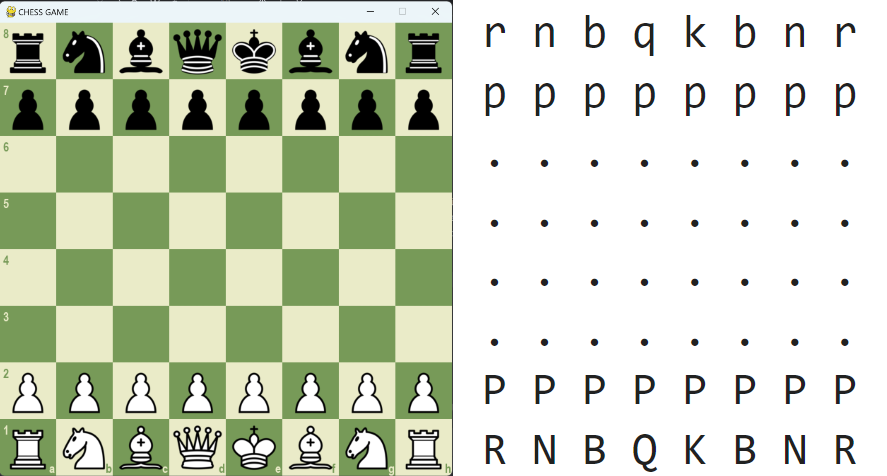 CHESS GAME
8
7
6
5
4
3
2
1
a b c d e f g h
r n b q k b n r
p p p p p p p p
. . . . . . . .
. . . . . . . .
. . . . . . . .
. . . . . . . .
P P P P P P P P
R N B Q K B N R